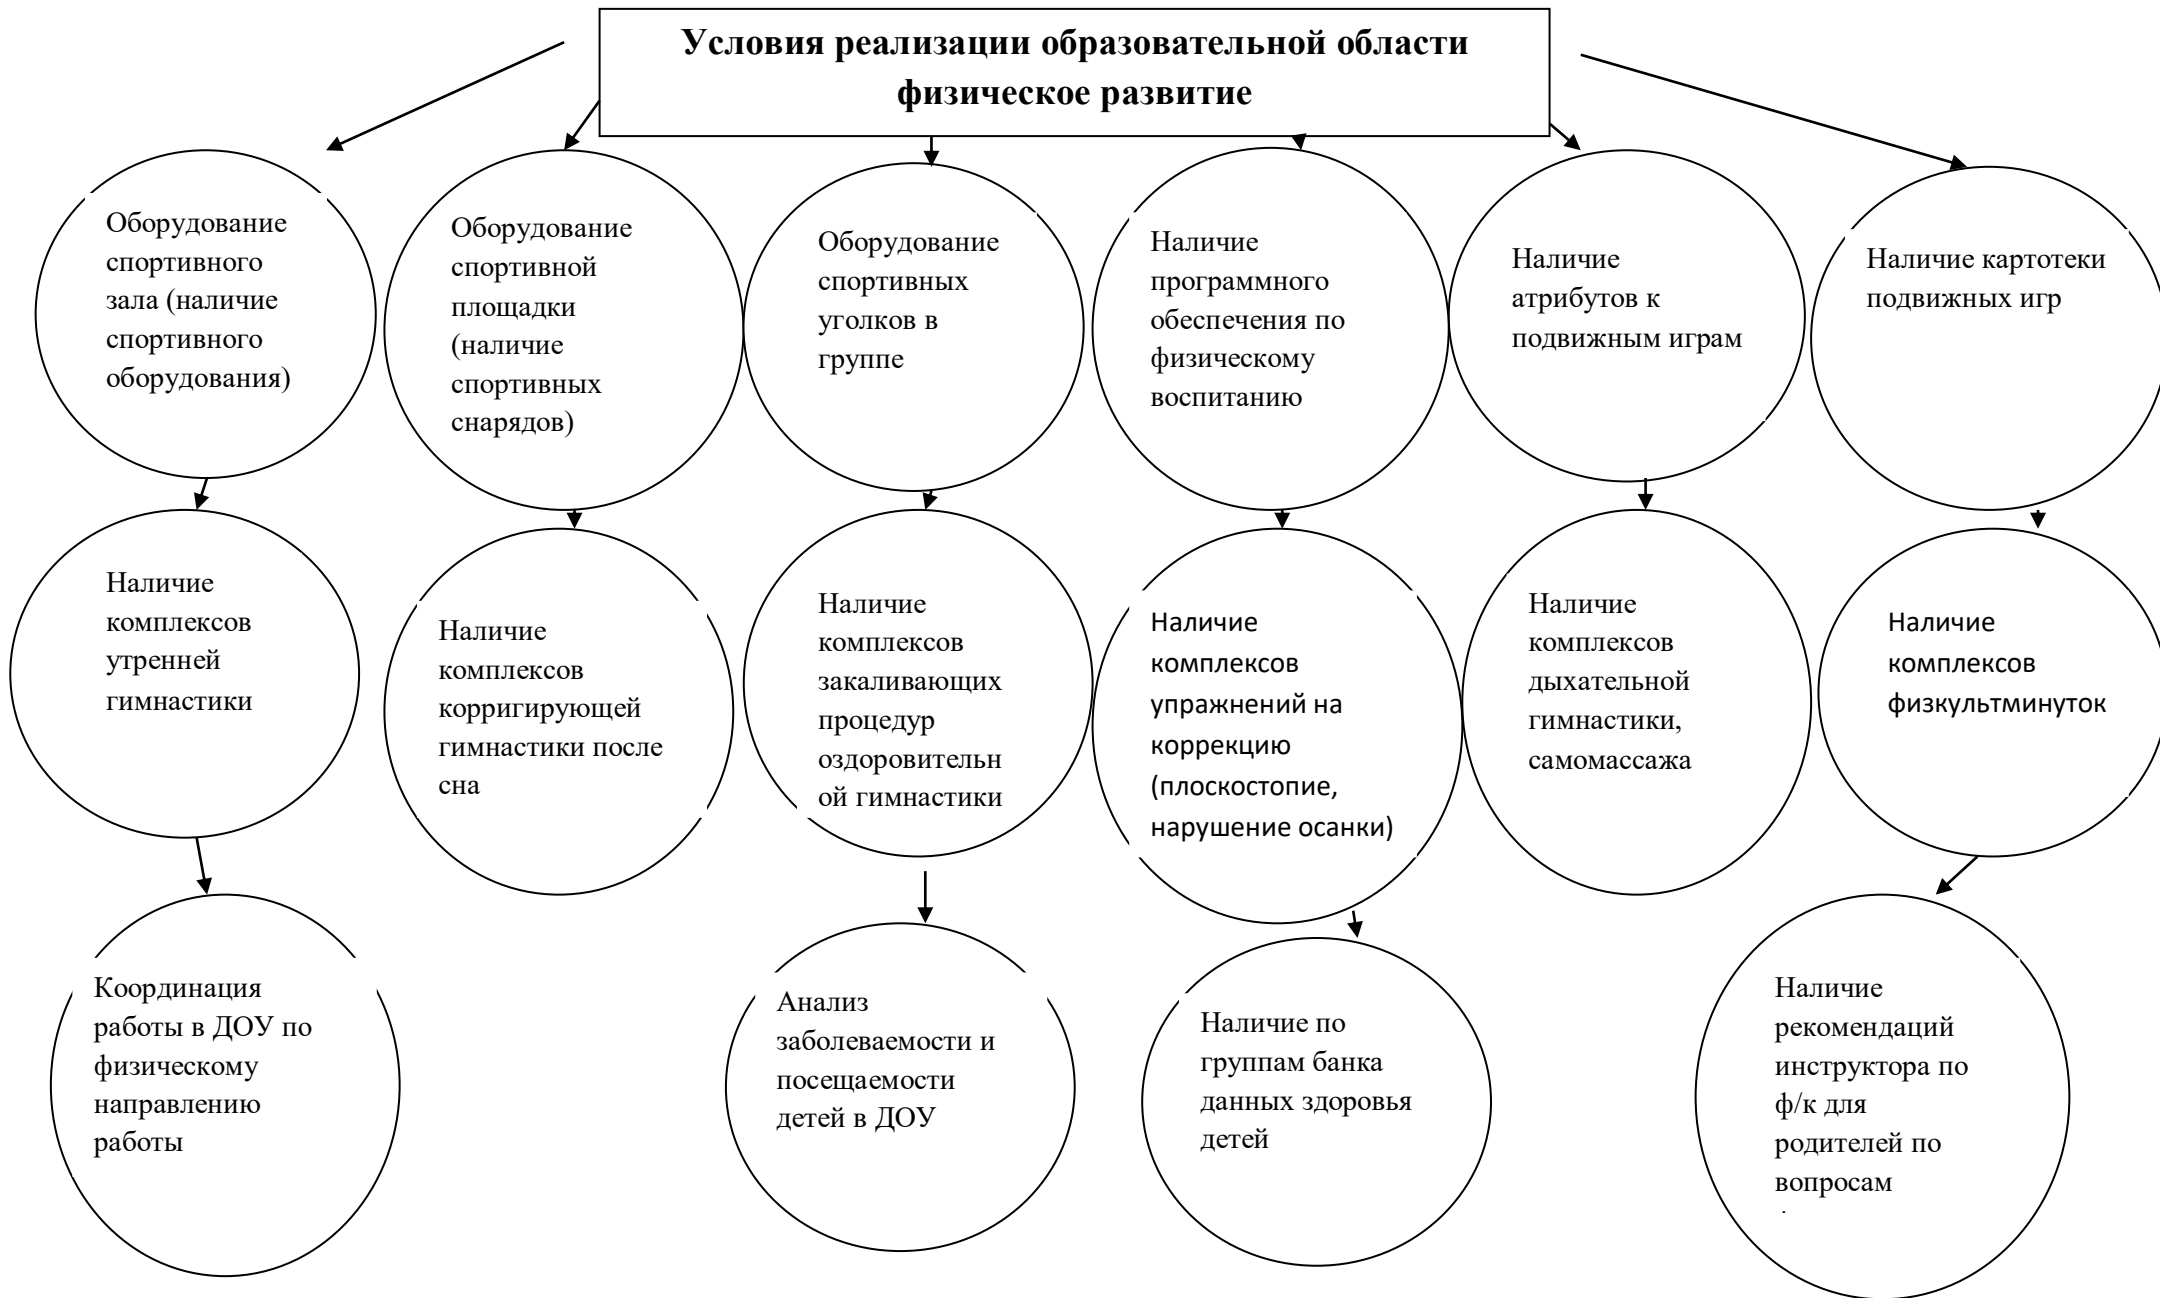 Условия реализации образовательной области
физическое развитие
Оборудование
спортивного
зала (наличие
спортивного
оборудования)
Оборудование
спортивной
площадки
(наличие
спортивных
снарядов)
Оборудование
спортивных
уголков в
группе
Наличие
программного
обеспечения по
физическому
воспитанию
Наличие
атрибутов к
подвижным играм
Наличие картотеки
подвижных игр
Наличие
комплексов
утренней
гимнастики
Наличие
комплексов
корригирующей
гимнастики после
сна
Наличие
комплексов
закаливающих
процедур
оздоровительн
ой гимнастики
Наличие
комплексов
упражнений на
коррекцию
(плоскостопие,
нарушение осанки)
Наличие
комплексов
дыхательной
гимнастики,
самомассажа
Наличие
комплексов
физкультминуток
Координация
работы в ДОУ по
физическому
направлению
работы
Анализ
заболеваемости и
посещаемости
детей в ДОУ
Наличие по
группам банка
данных здоровья
детей
Наличие
рекомендаций
инструктора по
ф/к для
родителей по
вопросам